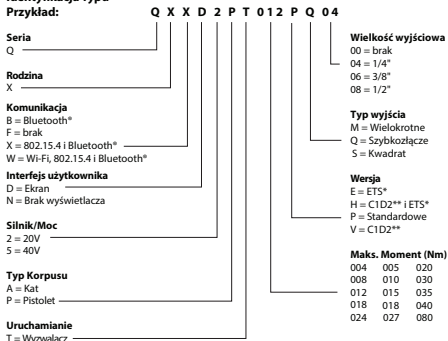 Identyfikacja Typu
Przykład: Q X X D 2 P T 0 1 2 P Q 0 4
Seria
Q
Rodzina
X
Komunikacja
B = Bluetooth®
F = brak
X = 802.15.4 i Bluetooth®
W = Wi-Fi, 802.15.4 i Bluetooth®
Interfejs użytkownika
D = Ekran
N = Brak wyświetlacza
Silnik/Moc
2 = 20V
5 = 40V
Typ Korpusu
A = Kat
P = Pistolet
Uruchamianie
T = Wyzwalacz
Wielkość wyjściowa
00 = brak
04 = 1/4"
06 = 3/8"
08 = 1/2"
Typ wyjścia
M = Wielokrotne
Q = Szybkozłącze
S = Kwadrat
Wersja
E = ETS*
H = C1D2** i ETS*
P = Standardowe
V = C1D2**
Maks. Moment (Nm)
004 005 020
008 010 030
012 015 035
018 018 040
024 027 080